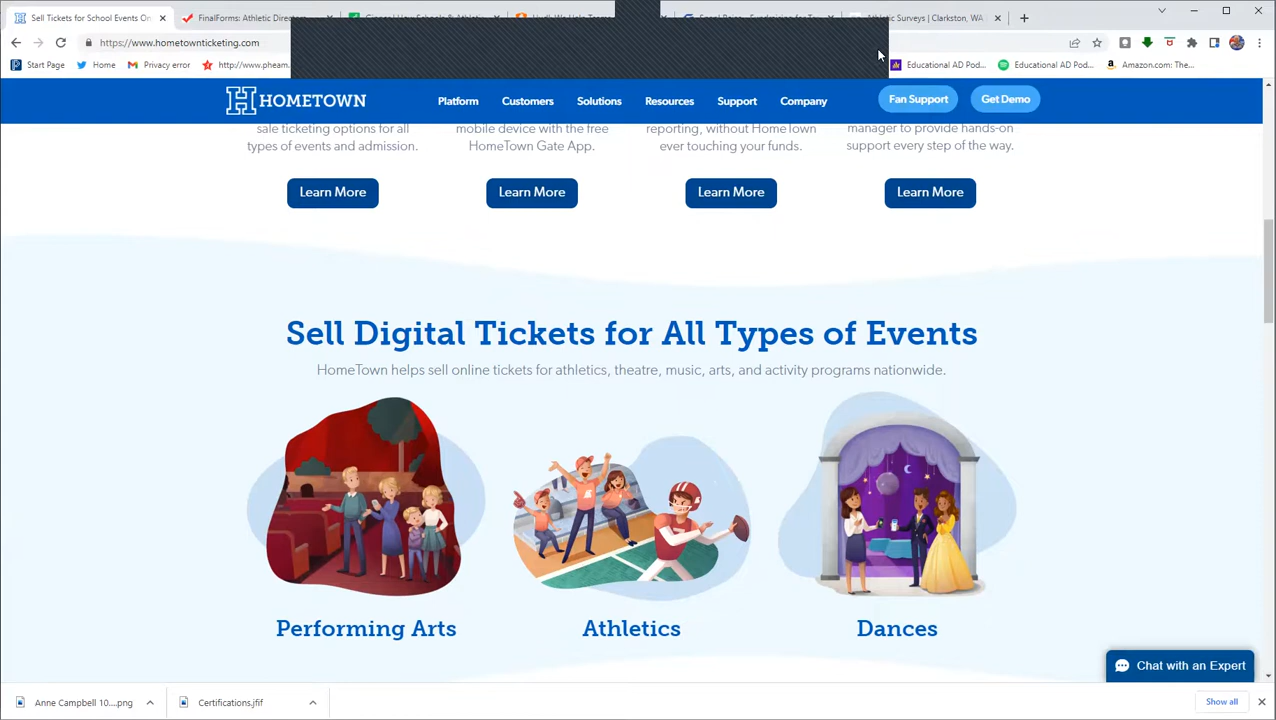 Sell Tickets for School Events On
FinalForms: Athletic Direc
Athletic Surveys | Clarkston, WA
https://www.hometownticketing.com
Start Page
Home
Privacy error
http://www.pheam
Educational AD Pod...
Educational AD Pod...
Amazon.com: The...
HOMETOWN
Platform
Customers
Solutions
Resources
Support
Company
Fan Support
Get Demo
sale ticketing options for all
types of events and admission.
mobile device with the free
HomeTown Gate App.
reporting, without HomeTown
ever touching your funds.
manager to provide hands-on
support every step of the way.
Learn More
Learn More
Learn More
Learn More
Sell Digital Tickets for All Types of Events
HomeTown helps sell online tickets for athletics, theatre, music, arts, and activity programs nationwide.
Performing Arts
Athletics
Dances
Chat with an Expert
Anne Campbell 10....png
Certifications.jfif
Show all